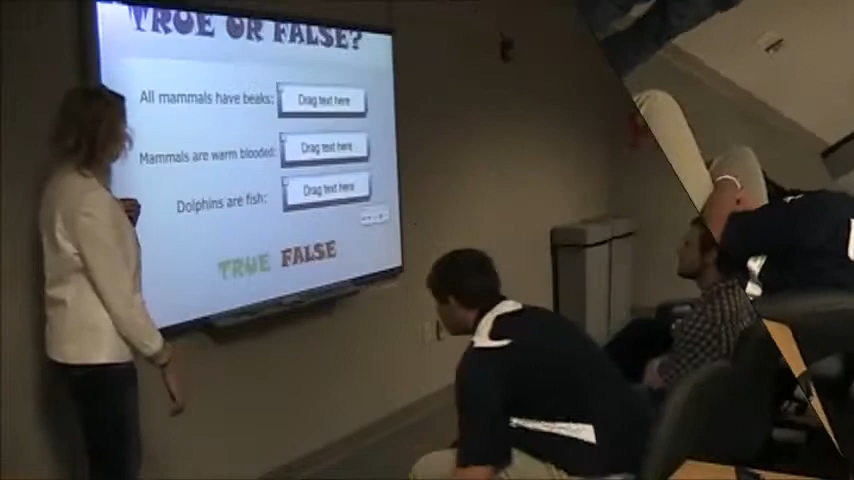 TRUE OR FALSE?
All mammals have beaks: Drag text here
Mammals are warm blooded: Drag text here
Dolphins are fish: Drag text here
TRUE FALSE